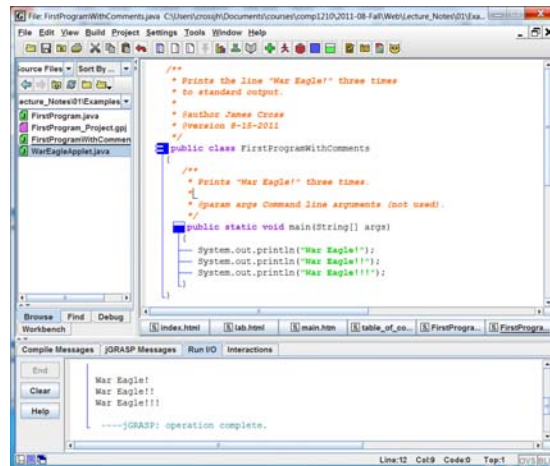 File: FirstProgramWithComments.java C:\Users\crossjh\Documents\courses\comp1210\2011-08-Fall\Web\Lecture_Notes\01\Exa...
File Edit View Build Project Settings Tools Window Help
Source Files Sort By ...
ecture_Notes\01\Examples
FirstProgram.java
FirstProgram_Project.gpj
FirstProgramWithCommen
WarEagleApplet.java
Browse Find Debug
Workbench
/**
* Prints the line "War Eagle!" three times
* to standard output.
*
* @author James Cross
* @version 8-15-2011
*/
public class FirstProgramWithComments
{
/**
* Prints "War Eagle!" three times.
*
* @param args Command line arguments (not used).
*/
public static void main(String[] args)
{
System.out.println("War Eagle!");
System.out.println("War Eagle!!");
System.out.println("War Eagle!!!");
}
}
index.html lab.html main.htm table_of_co... FirstProgra... FirstProgra...
Compile Messages jGRASP Messages Run I/O Interactions
End
Clear
Help
War Eagle!
War Eagle!!
War Eagle!!!
----jGRASP: operation complete.
Line:12 Col:9 Code:0 Top:1 OVS BLK